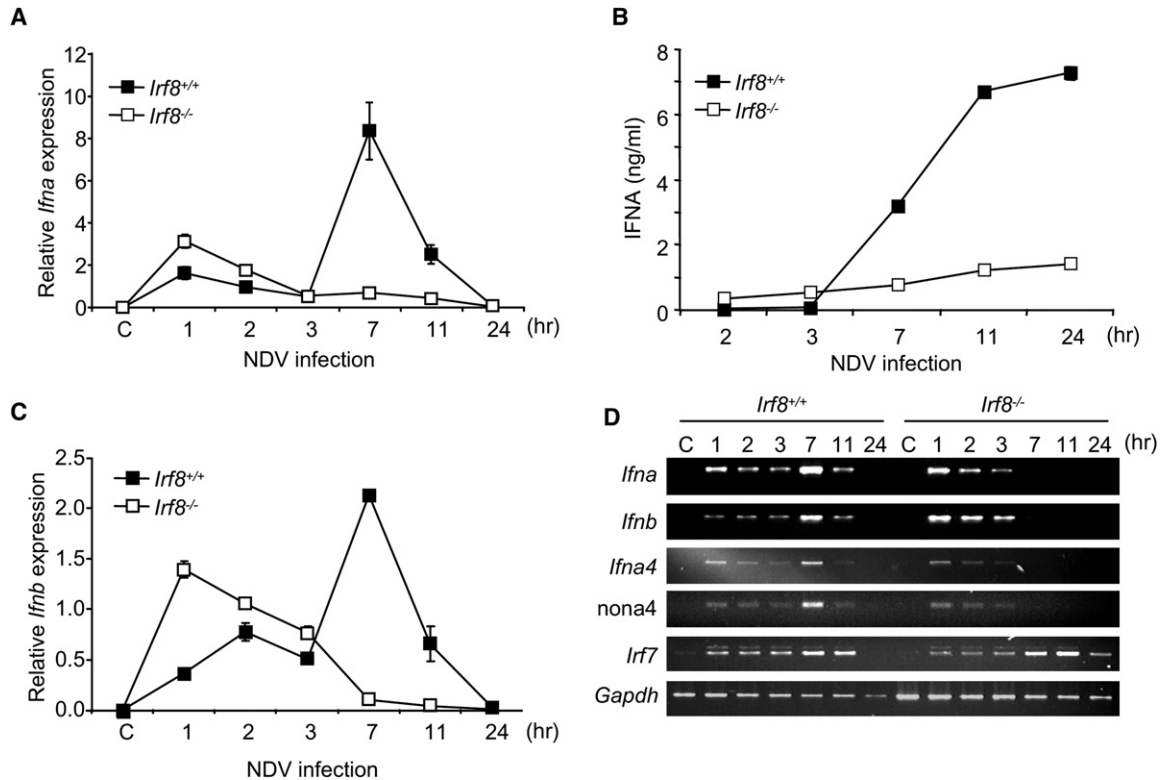 A
Relative Ifna expression
12
10
8
6
4
2
0
Irf8+/+
Irf8-/-
C 1 2 3 7 11 24 (hr)
NDV infection
B
IFNA (ng/ml)
8
6
4
2
0
Irf8+/+
Irf8-/-
2 3 7 11 24 (hr)
NDV infection
C
Relative Ifnb expression
2.5
2.0
1.5
1.0
0.5
0.0
Irf8+/+
Irf8-/-
C 1 2 3 7 11 24 (hr)
NDV infection
D
Irf8+/+ Irf8-/-
C 1 2 3 7 11 24 C 1 2 3 7 11 24 (hr)
Ifna
Ifnb
Ifna4
nona4
Irf7
Gapdh